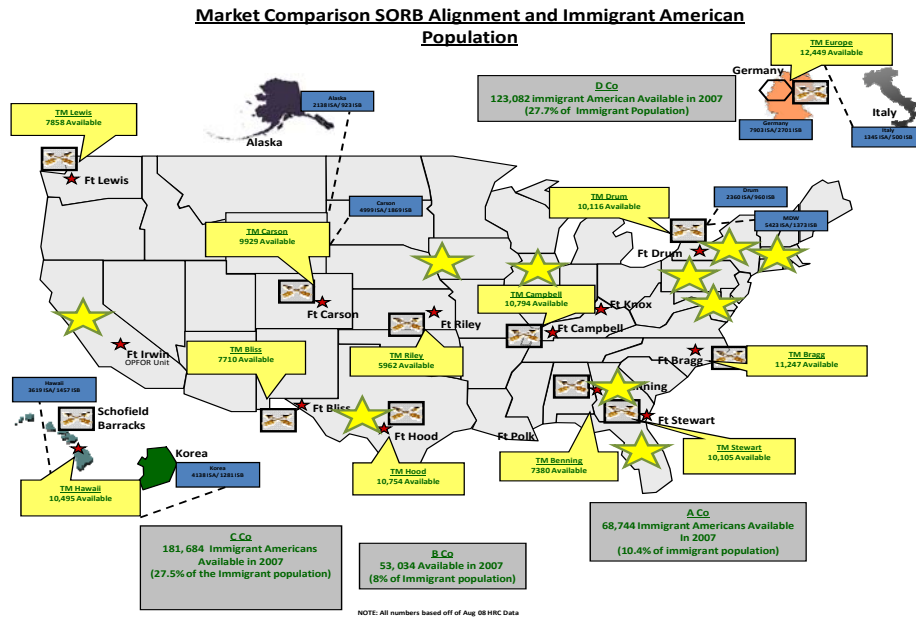 Market Comparison SORB Alignment and Immigrant American
Population
TM Europe
12,449 Available
Germany
Germany
7903 ISA/2701 ISB
Italy
Italy
1345 ISA/500 ISB
D Co
123,082 immigrant American Available in 2007
(27.7% of Immigrant Population)
Alaska
2138 ISA/923 ISB
Alaska
TM Lewis
7858 Available
Ft Lewis
Carson
4999 ISA/1869 ISB
TM Carson
9929 Available
Ft Carson
TM Drum
10,116 Available
Drum
2360 ISA/960 ISB
MDW
5423 ISA/1373 ISB
Ft Drum
TM Campbell
10,794 Available
Ft Knox
Ft Campbell
Ft Riley
TM Riley
5962 Available
Ft Irwin
OPFOR Unit
TM Bliss
7710 Available
Ft Bliss
Ft Bragg
TM Bragg
11,247 Available
nning
Ft Stewart
TM Stewart
10,105 Available
TM Benning
7380 Available
Ft Hood
TM Hood
10,754 Available
Ft Polk
Hawaii
3619 ISA/1457 ISB
Schofield
Barracks
TM Hawaii
10,495 Available
Korea
Korea
4138 ISA/1281 ISB
C Co
181, 684 Immigrant Americans
Available in 2007
(27.5% of the Immigrant population)
B Co
53, 034 Available in 2007
(8% of Immigrant population)
A Co
68,744 Immigrant Americans Available
In 2007
(10.4% of immigrant population)
NOTE: All numbers based off of Aug 08 HRC Data